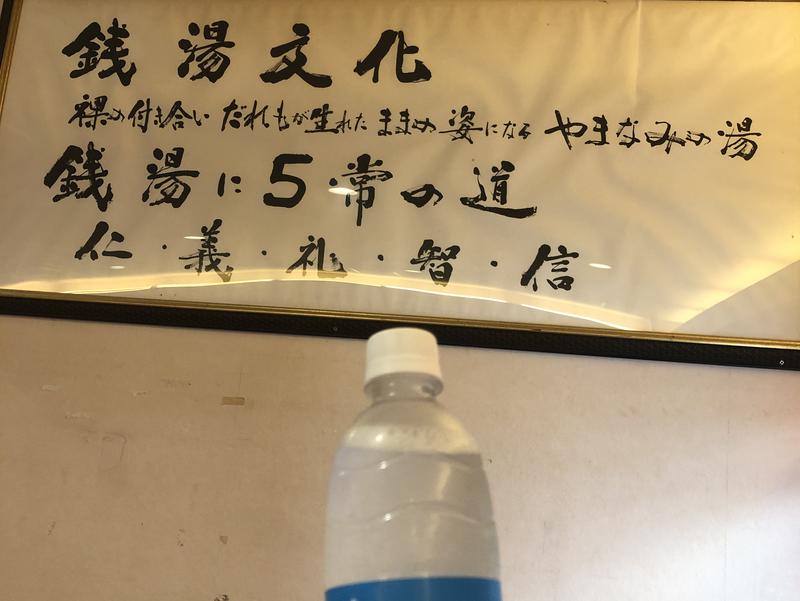 銭湯文化
裸の付き合い だれもが生れた ままの 姿になる やまなみの湯
銭湯に5常の道
仁・義・礼・智・信